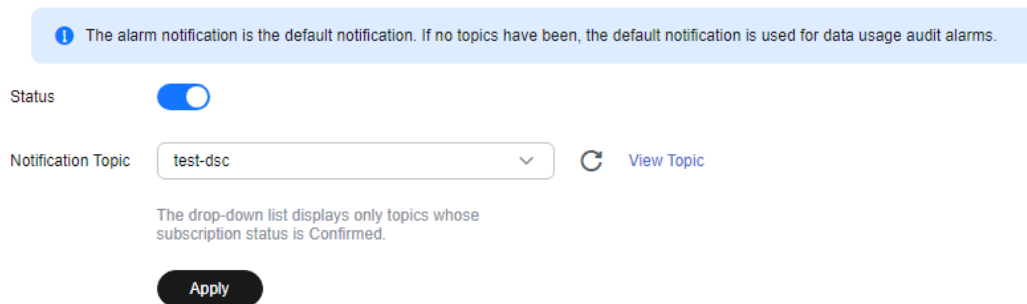 The alarm notification is the default notification. If no topics have been, the default notification is used for data usage audit alarms.
Status
Notification Topic test-dsc View Topic
The drop-down list displays only topics whose
subscription status is Confirmed.
Apply